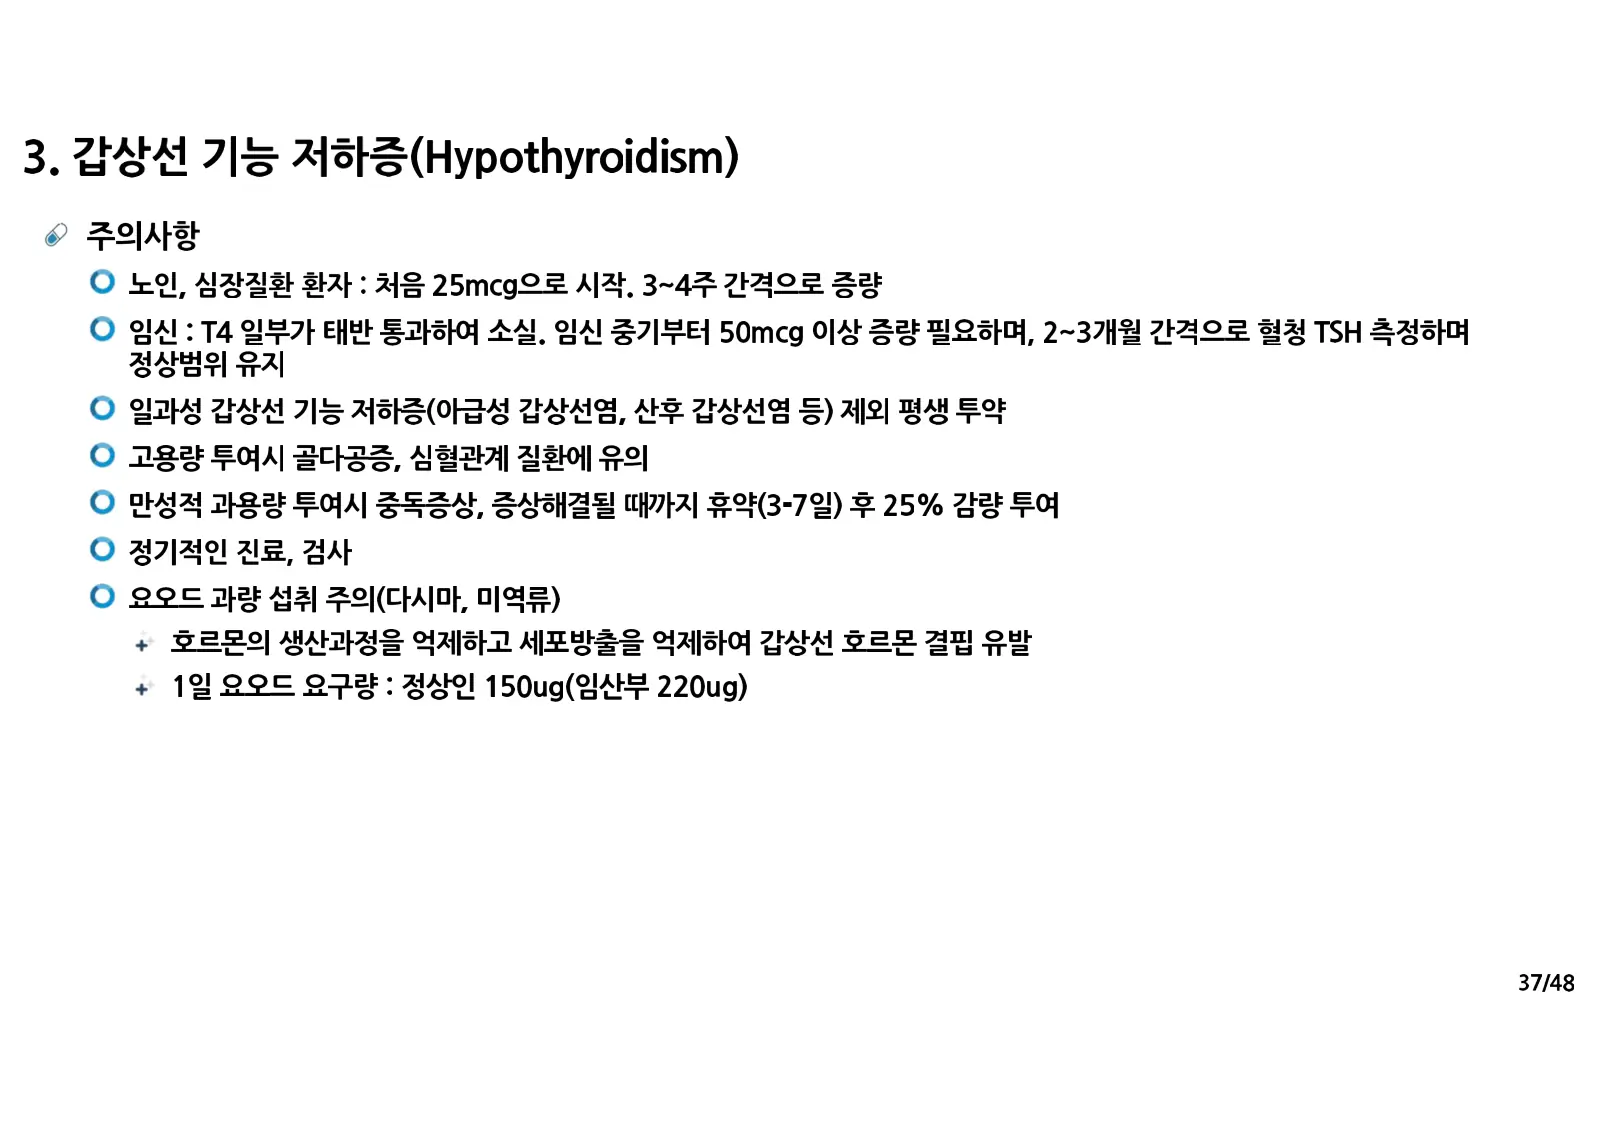 3. 갑상선 기능 저하증(Hypothyroidism)
주의사항
노인, 심장질환 환자 : 처음 25mcg으로 시작. 3~4주 간격으로 증량
임신 : T4 일부가 태반 통과하여 소실. 임신 중기부터 50mcg 이상 증량 필요하며, 2~3개월 간격으로 혈청 TSH 측정하며
정상범위 유지
일과성 갑상선 기능 저하증(아급성 갑상선염, 산후 갑상선염 등) 제외 평생 투약
고용량 투여시 골다공증, 심혈관계 질환에 유의
만성적 과용량 투여시 중독증상, 증상해결될 때까지 휴약(3-7일) 후 25% 감량 투여
정기적인 진료, 검사
요오드 과량 섭취 주의(다시마, 미역류)
호르몬의 생산과정을 억제하고 세포방출을 억제하여 갑상선 호르몬 결핍 유발
1일 요오드 요구량 : 정상인 150ug(임산부 220ug)
37/48